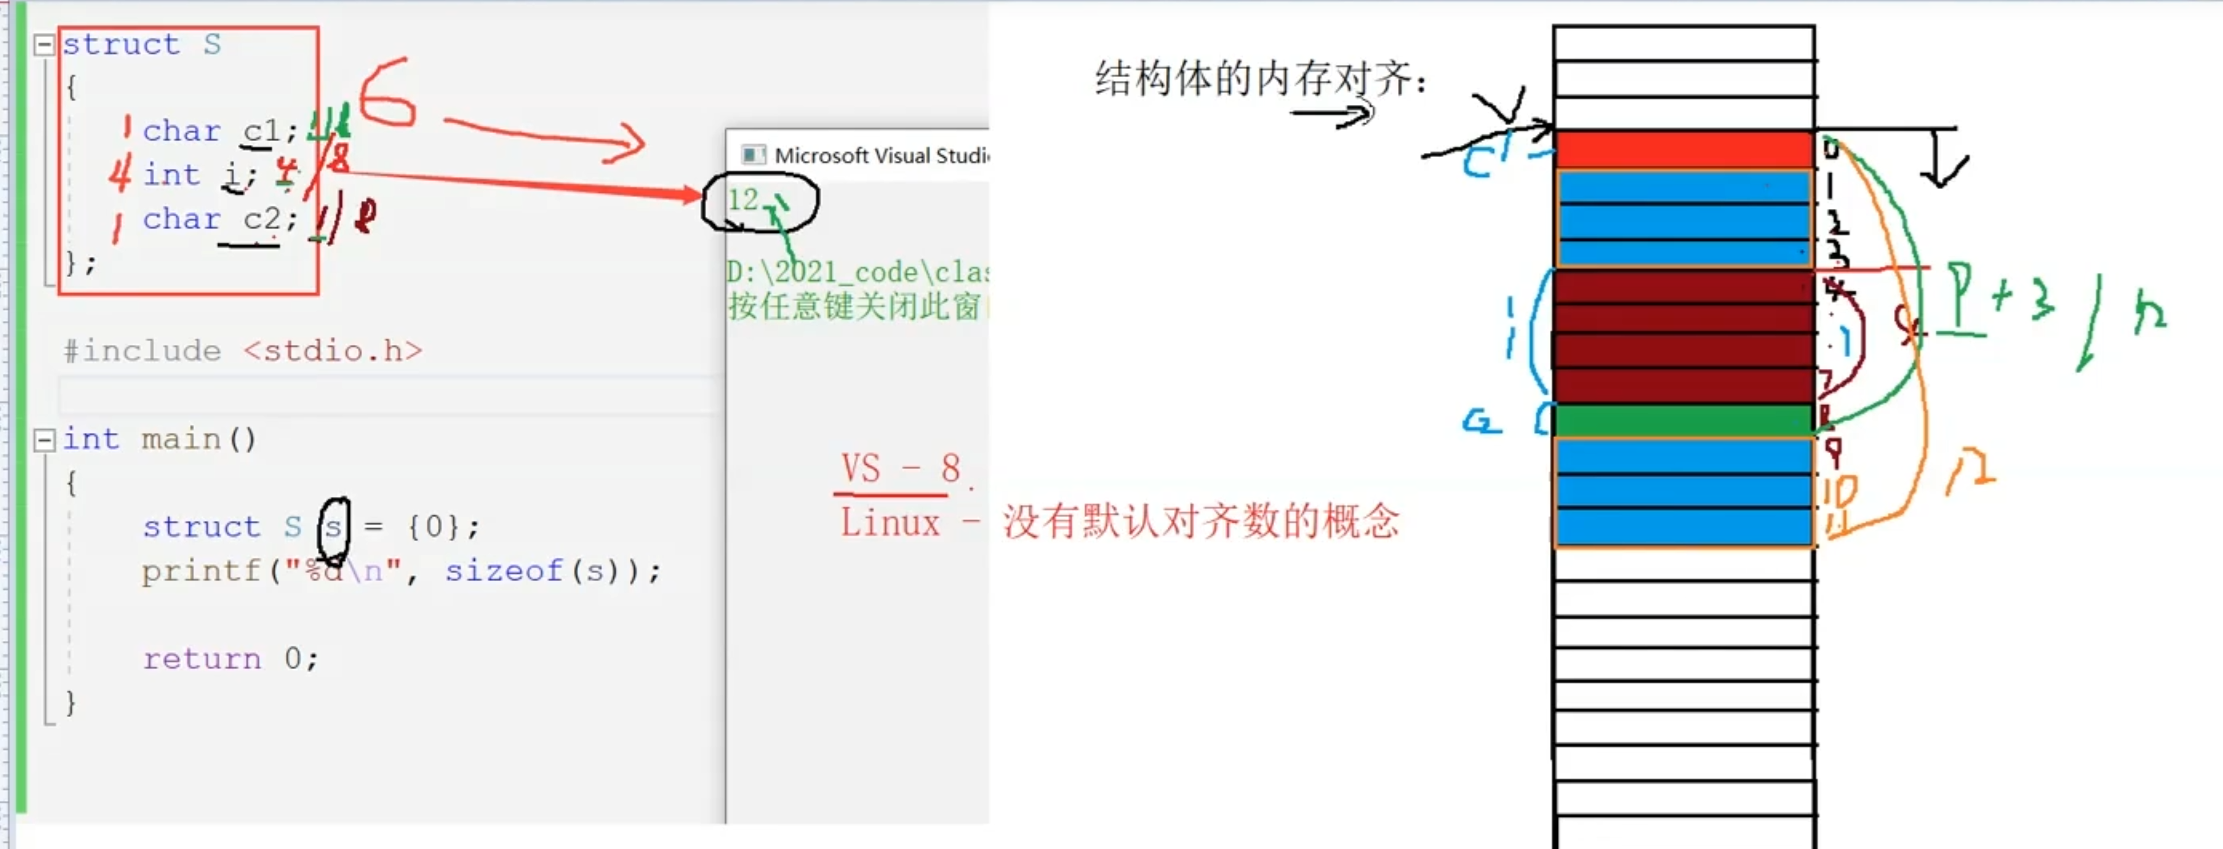 struct S
{
1 char c1; 1/8 6
4 int i; 4/8
1 char c2; 1/8
};
#include <stdio.h>
int main()
{
struct S s = {0};
printf("%d\n", sizeof(s));
return 0;
}
Microsoft Visual Studi
12
D:\2021_code\clas
按任意键关闭此窗
VS - 8.
Linux - 没有默认对齐数的概念
结构体的内存对齐:
c1
i
c2
0
1
2
3
4
7
8
9
10
11
9 + 3 / 12
12